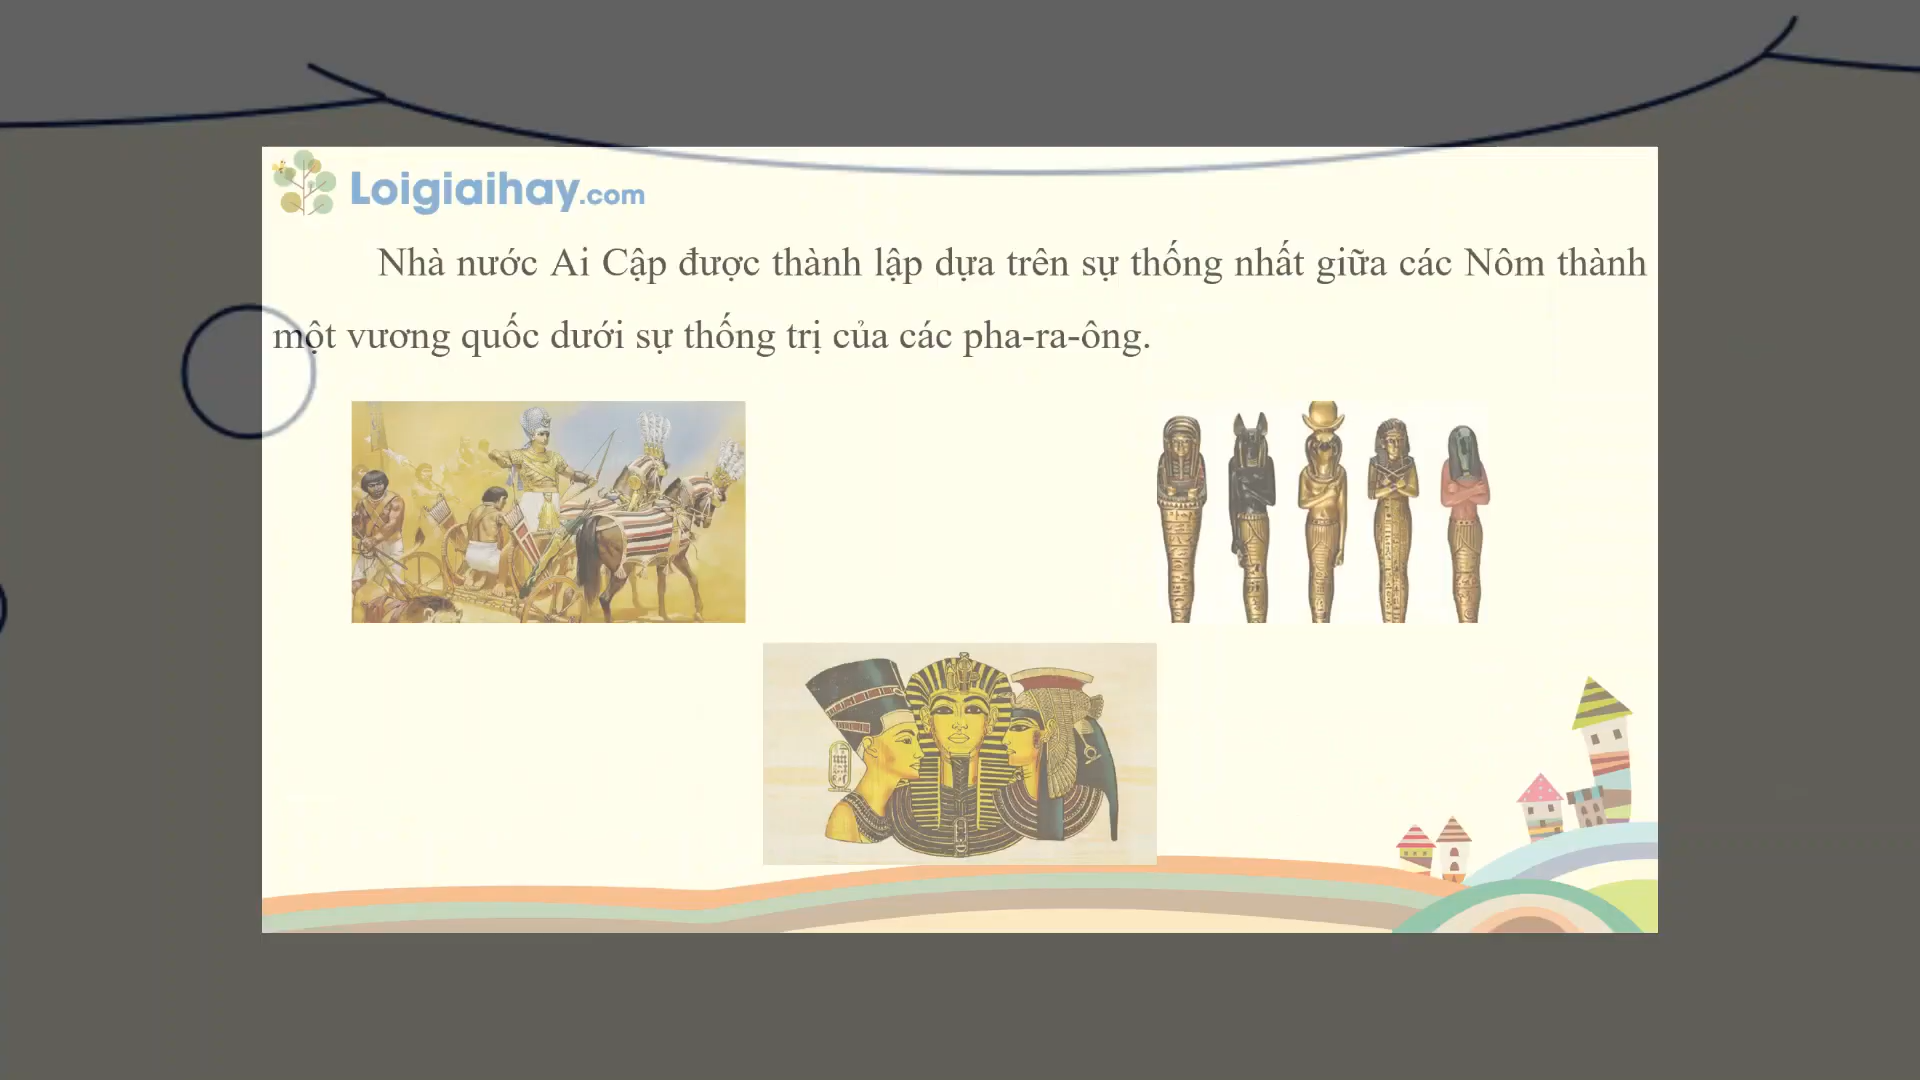 Loigiaihay.com
Nhà nước Ai Cập được thành lập dựa trên sự thống nhất giữa các Nôm thành
một vương quốc dưới sự thống trị của các pha-ra-ông.